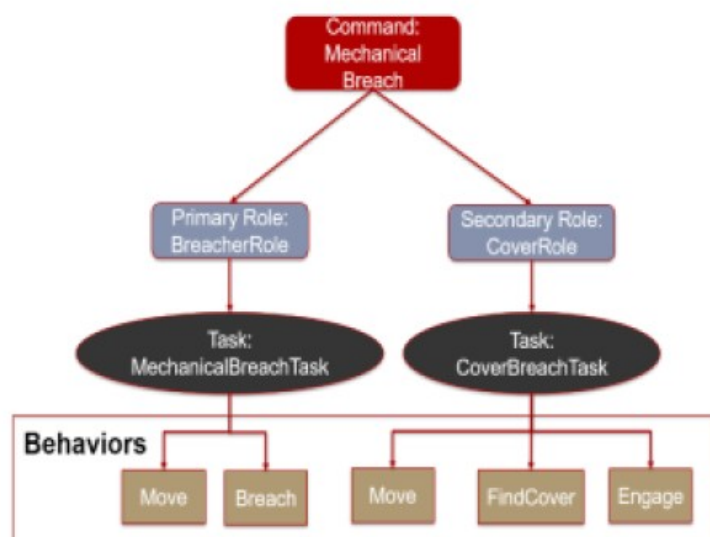 Command:
Mechanical
Breach
Primary Role:
BreacherRole
Secondary Role:
CoverRole
Task:
MechanicalBreachTask
Task:
CoverBreachTask
Behaviors
Move
Breach
Move
FindCover
Engage